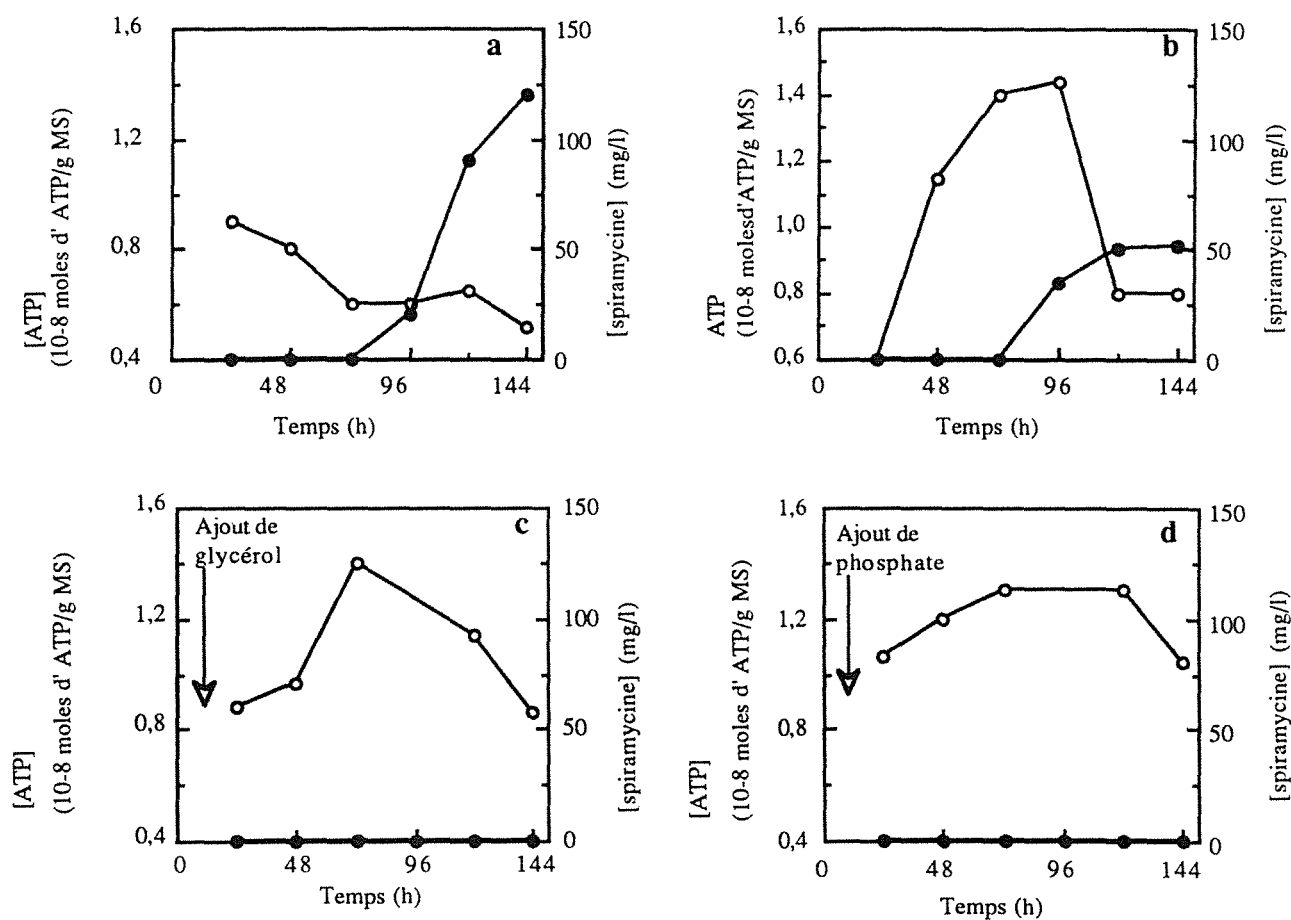 a
1,6
1,2
0,8
0,4
[ATP]
(10-8 moles d' ATP/g MS)
150
100
50
0
[spiramycine] (mg/l)
0 48 96 144
Temps (h)
b
1,6
1,4
1,2
1.0
0.8
0.6
ATP
(10-8 molesd'ATP/g MS)
150
100
50
0
[spiramycine] (mg/l)
0 48 96 144
Temps (h)
c
Ajout de
glycérol
1,6
1,2
0,8
0,4
[ATP]
(10-8 moles d' ATP/g MS)
150
100
50
0
[spiramycine] (mg/l)
0 48 96 144
Temps (h)
d
Ajout de
phosphate
1,6
1,2
0,8
0,4
[ATP]
(10-8 moles d' ATP/g MS)
150
100
50
0
[spiramycine] (mg/l)
0 48 96 144
Temps (h)